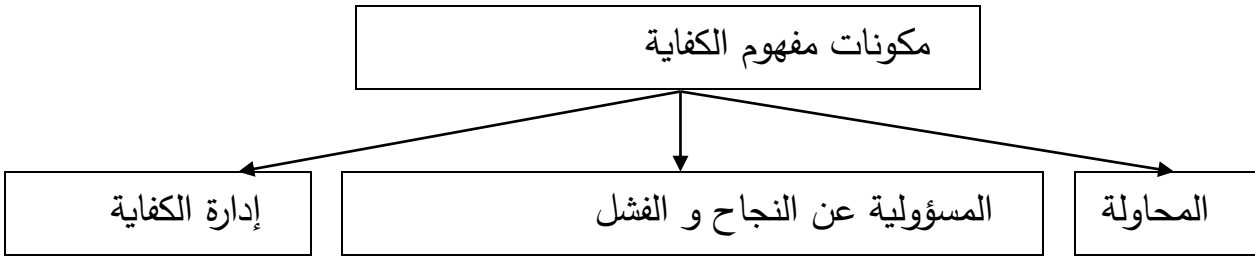 مكونات مفهوم الكفاية
المحاولة
المسؤولية عن النجاح و الفشل
إدارة الكفاية